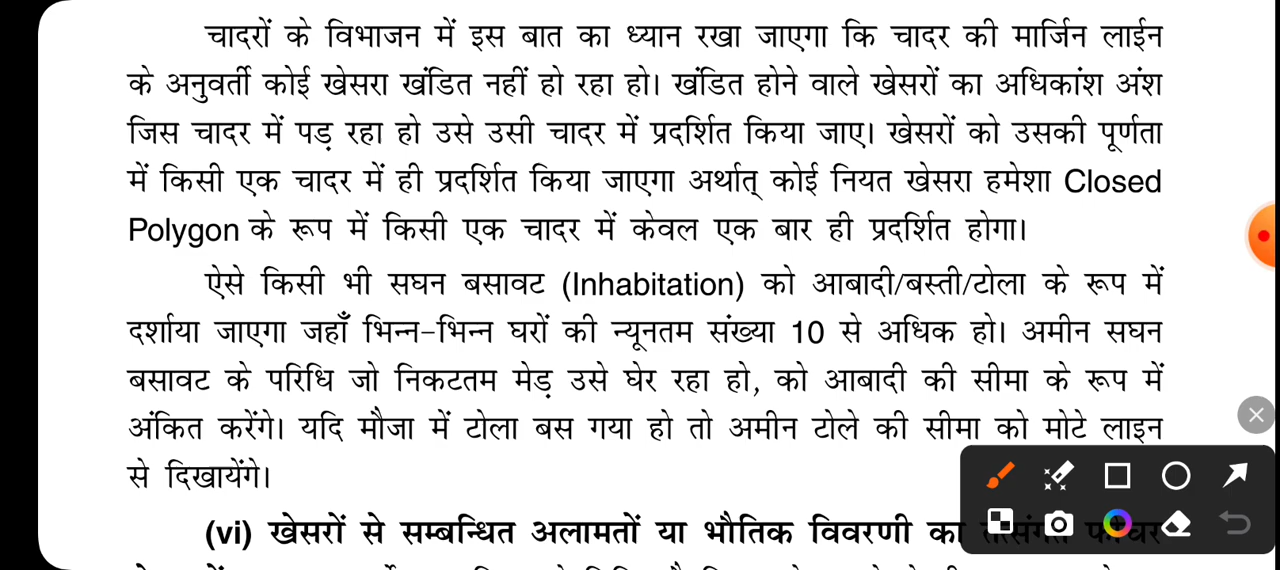 चादरों के विभाजन में इस बात का ध्यान रखा जाएगा कि चादर की मार्जिन लाईन
के अनुवर्ती कोई खेसरा खंडित नहीं हो रहा हो। खंडित होने वाले खेसरों का अधिकांश अंश
जिस चादर में पड़ रहा हो उसे उसी चादर में प्रदर्शित किया जाए। खेसरों को उसकी पूर्णता
में किसी एक चादर में ही प्रदर्शित किया जाएगा अर्थात् कोई नियत खेसरा हमेशा Closed
Polygon के रूप में किसी एक चादर में केवल एक बार ही प्रदर्शित होगा।
ऐसे किसी भी सघन बसावट (Inhabitation) को आबादी/बस्ती/टोला के रूप में
दर्शाया जाएगा जहाँ भिन्न-भिन्न घरों की न्यूनतम संख्या 10 से अधिक हो। अमीन सघन
बसावट के परिधि जो निकटतम मेड़ उसे घेर रहा हो, को आबादी की सीमा के रूप में
अंकित करेंगे। यदि मौजा में टोला बस गया हो तो अमीन टोले की सीमा को मोटे लाइन
से दिखायेंगे।
(vi) खेसरों से सम्बन्धित अलामतों या भौतिक विवरणी का